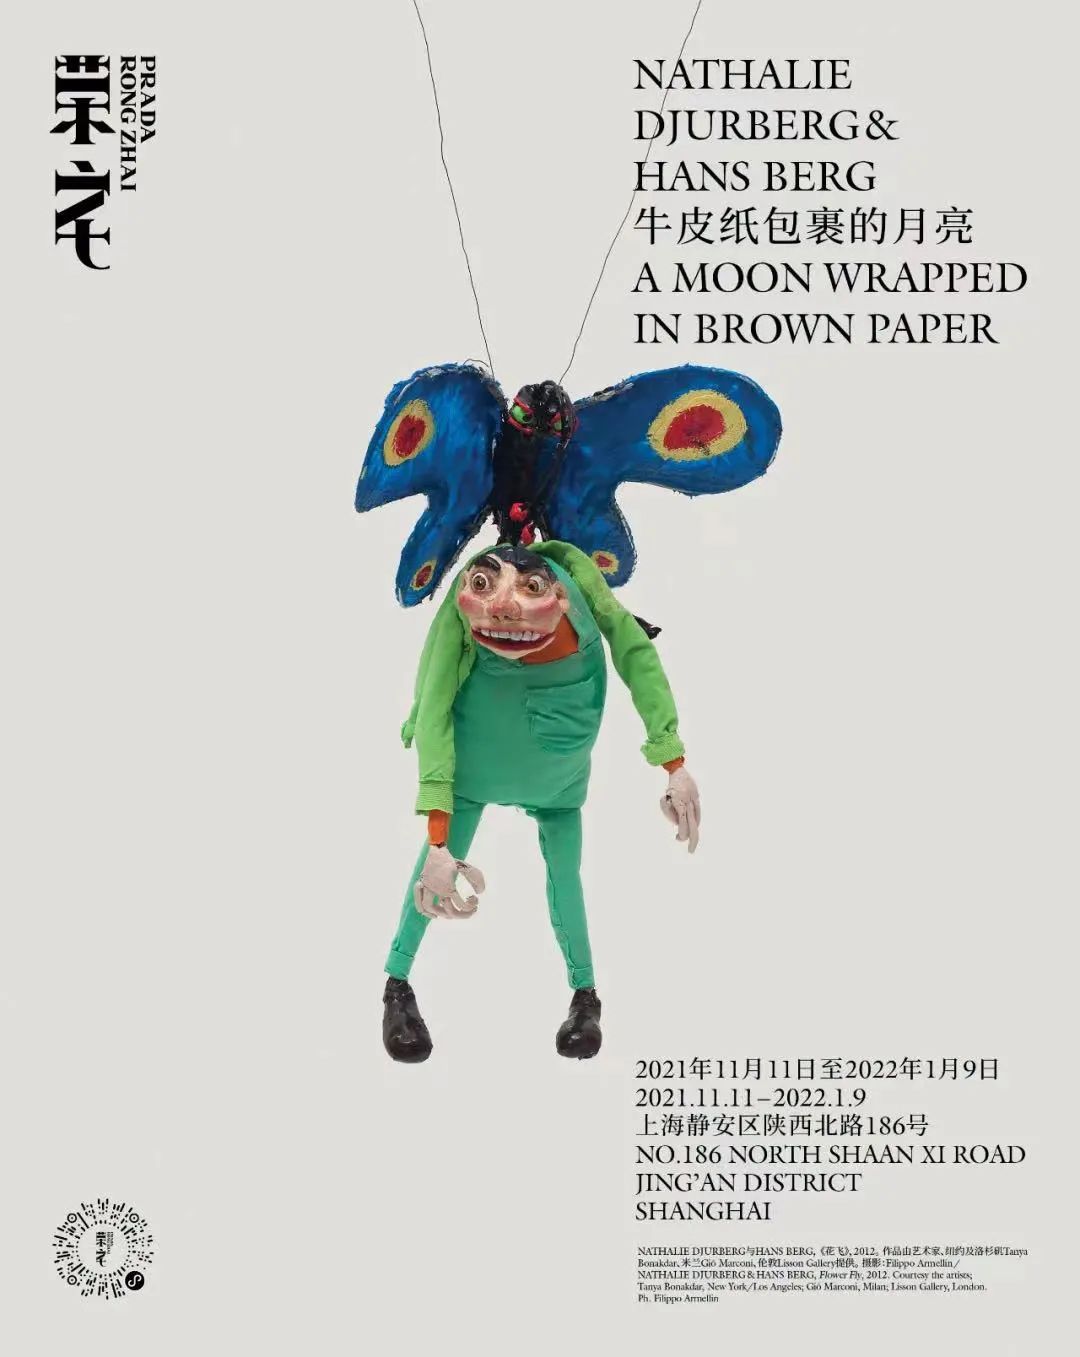 荣宅
PRADA
RONG ZHAI
NATHALIE
DJURBERG&
HANS BERG
牛皮纸包裹的月亮
A MOON WRAPPED
IN BROWN PAPER
2021年11月11日至2022年1月9日
2021.11.11–2022.1.9
上海静安区陕西北路186号
NO.186 NORTH SHAAN XI ROAD
JING'AN DISTRICT
SHANGHAI
NATHALIE DJURBERG与HANS BERG,《花飞》, 2012。作品由艺术家、纽约及洛杉矶Tanya
Bonakdar、米兰Gió Marconi、伦敦Lisson Gallery提供。摄影：Filippo Armellin /
NATHALIE DJURBERG & HANS BERG, Flower Fly, 2012. Courtesy the artists;
Tanya Bonakdar, New York/Los Angeles; Gió Marconi, Milan; Lisson Gallery, London.
Ph. Filippo Armellin
荣宅